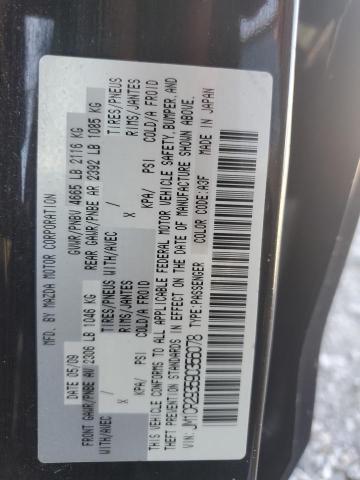 MFD. BY MAZDA MOTOR CORPORATION
DATE 05/09 GVWR/PNBV 4665 LB 2116 KG
FRONT GAWR/PNBE AV 2306 LB 1046 KG REAR GAWR/PNBE AR 2392 LB 1085 KG
WITH/AVEC X TIRES/PNEUS WITH/AVEC X TIRES/PNEUS
RIMS/JANTES RIMS/JANTES
KPA/ PSI COLD/A FROID KPA/ PSI COLD/A FROID
THIS VEHICLE CONFORMS TO ALL APPLICABLE FEDERAL MOTOR VEHICLE SAFETY, BUMPER, AND
THEFT PREVENTION STANDARDS IN EFFECT ON THE DATE OF MANUFACTURE SHOWN ABOVE.
VIN: TYPE:PASSENGER COLOR CODE: A3F MADE IN JAPAN